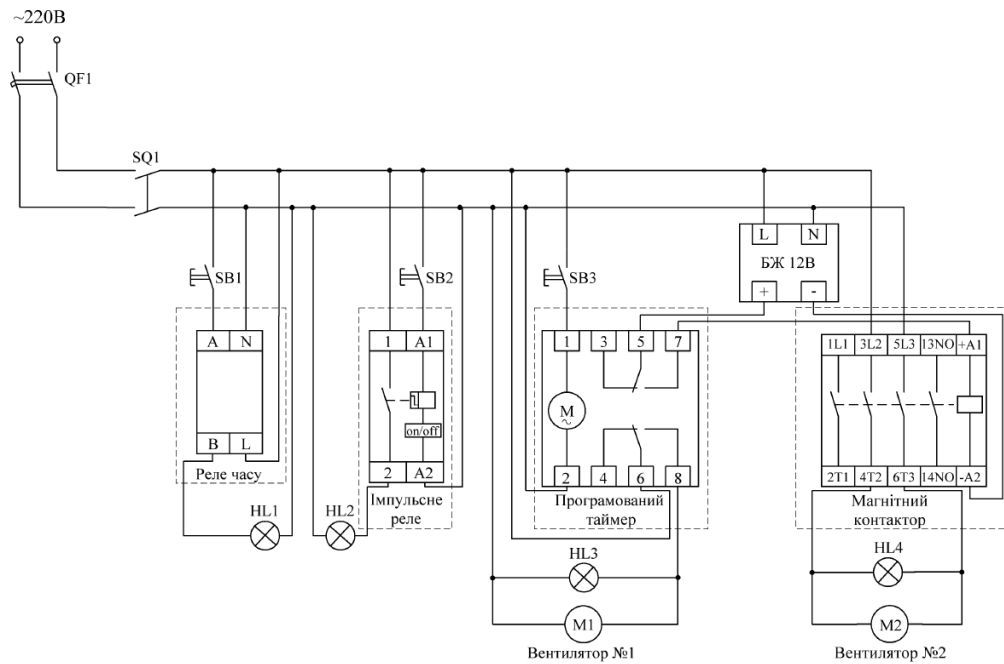 ~220В
QF1
SQ1
L N
БЖ 12В
+ -
SB1
SB2
SB3
A N
1 A1
1 3 5 7
1L1 3L2 5L3 13NO +A1
M
~
on/off
B L
2 A2
2 4 6 8
2T1 4T2 6T3 14NO -A2
Реле часу
Імпульсне
реле
Програмований
таймер
Магнітний
контактор
HL1
HL2
HL3
HL4
M1
M2
Вентилятор №1
Вентилятор №2